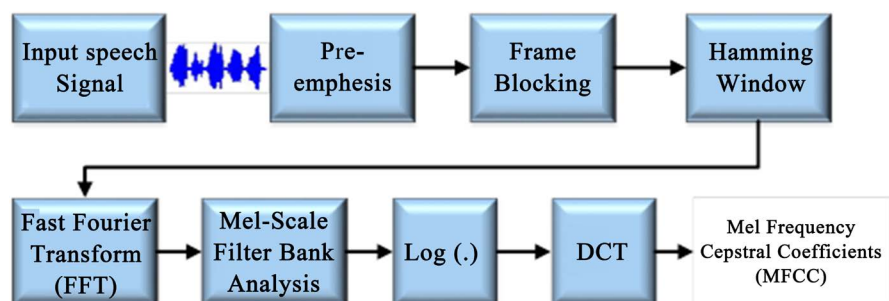 Input speech
Signal
Pre-
emphesis
Frame
Blocking
Hamming
Window
Fast Fourier
Transform
(FFT)
Mel-Scale
Filter Bank
Analysis
Log (.)
DCT
Mel Frequency
Cepstral Coefficients
(MFCC)